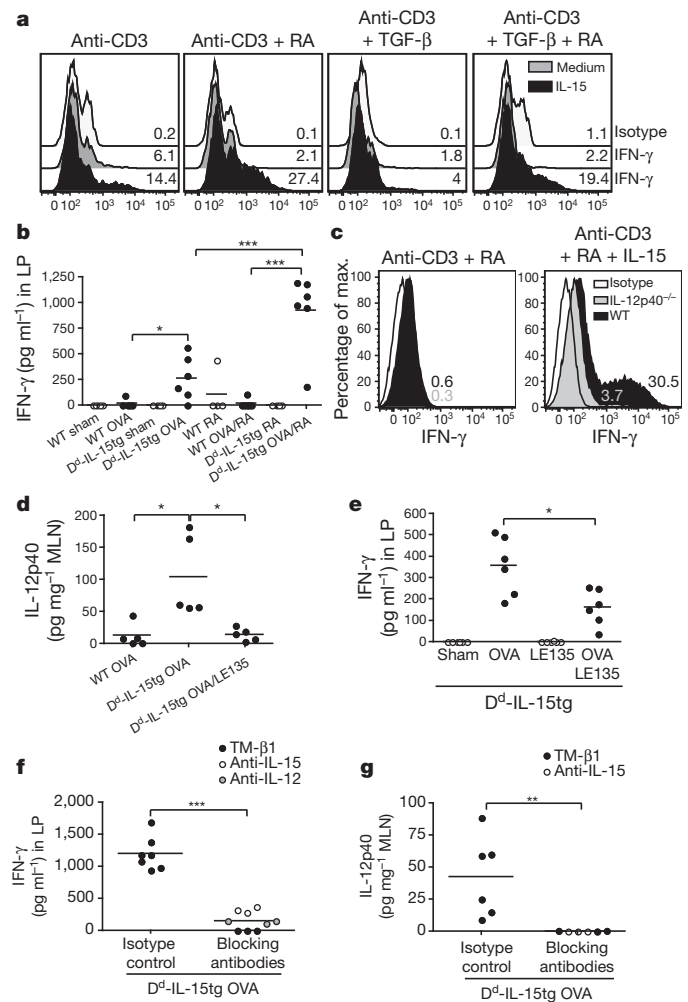 a
Anti-CD3
Anti-CD3 + RA
Anti-CD3
+ TGF-β
Anti-CD3
+ TGF-β + RA
Medium
IL-15
0.2
0.1
0.1
1.1
Isotype
6.1
2.1
1.8
2.2
IFN-γ
14.4
27.4
4
19.4
IFN-γ
0 10² 10³ 10⁴ 10⁵
0 10² 10³ 10⁴ 10⁵
0 10² 10³ 10⁴ 10⁵
0 10² 10³ 10⁴ 10⁵
b
IFN-γ (pg ml⁻¹) in LP
1,250
1,000
750
500
250
0
*
***
***
WT sham
WT OVA
Dᵈ-IL-15tg sham
Dᵈ-IL-15tg OVA
WT RA
WT OVA/RA
Dᵈ-IL-15tg RA
Dᵈ-IL-15tg OVA/RA
c
Anti-CD3 + RA
Anti-CD3
+ RA + IL-15
Percentage of max.
100
80
60
40
20
0
0.6
0.3
0 10² 10³ 10⁴ 10⁵
IFN-γ
100
80
60
40
20
0
Isotype
IL-12p40⁻/⁻
WT
3.7
30.5
0 10² 10³ 10⁴ 10⁵
IFN-γ
d
IL-12p40
(pg mg⁻¹ MLN)
200
150
100
50
0
*
*
WT OVA
Dᵈ-IL-15tg OVA
Dᵈ-IL-15tg OVA/LE135
e
IFN-γ
(pg ml⁻¹) in LP
600
500
400
300
200
100
0
*
Sham
OVA
LE135
OVA
LE135
Dᵈ-IL-15tg
f
TM-β1
Anti-IL-15
Anti-IL-12
IFN-γ
(pg ml⁻¹) in LP
2,000
1,500
1,000
500
0
***
Isotype
control
Blocking
antibodies
Dᵈ-IL-15tg OVA
g
TM-β1
Anti-IL-15
IL-12p40
(pg mg⁻¹ MLN)
100
75
50
25
0
**
Isotype
control
Blocking
antibodies
Dᵈ-IL-15tg OVA